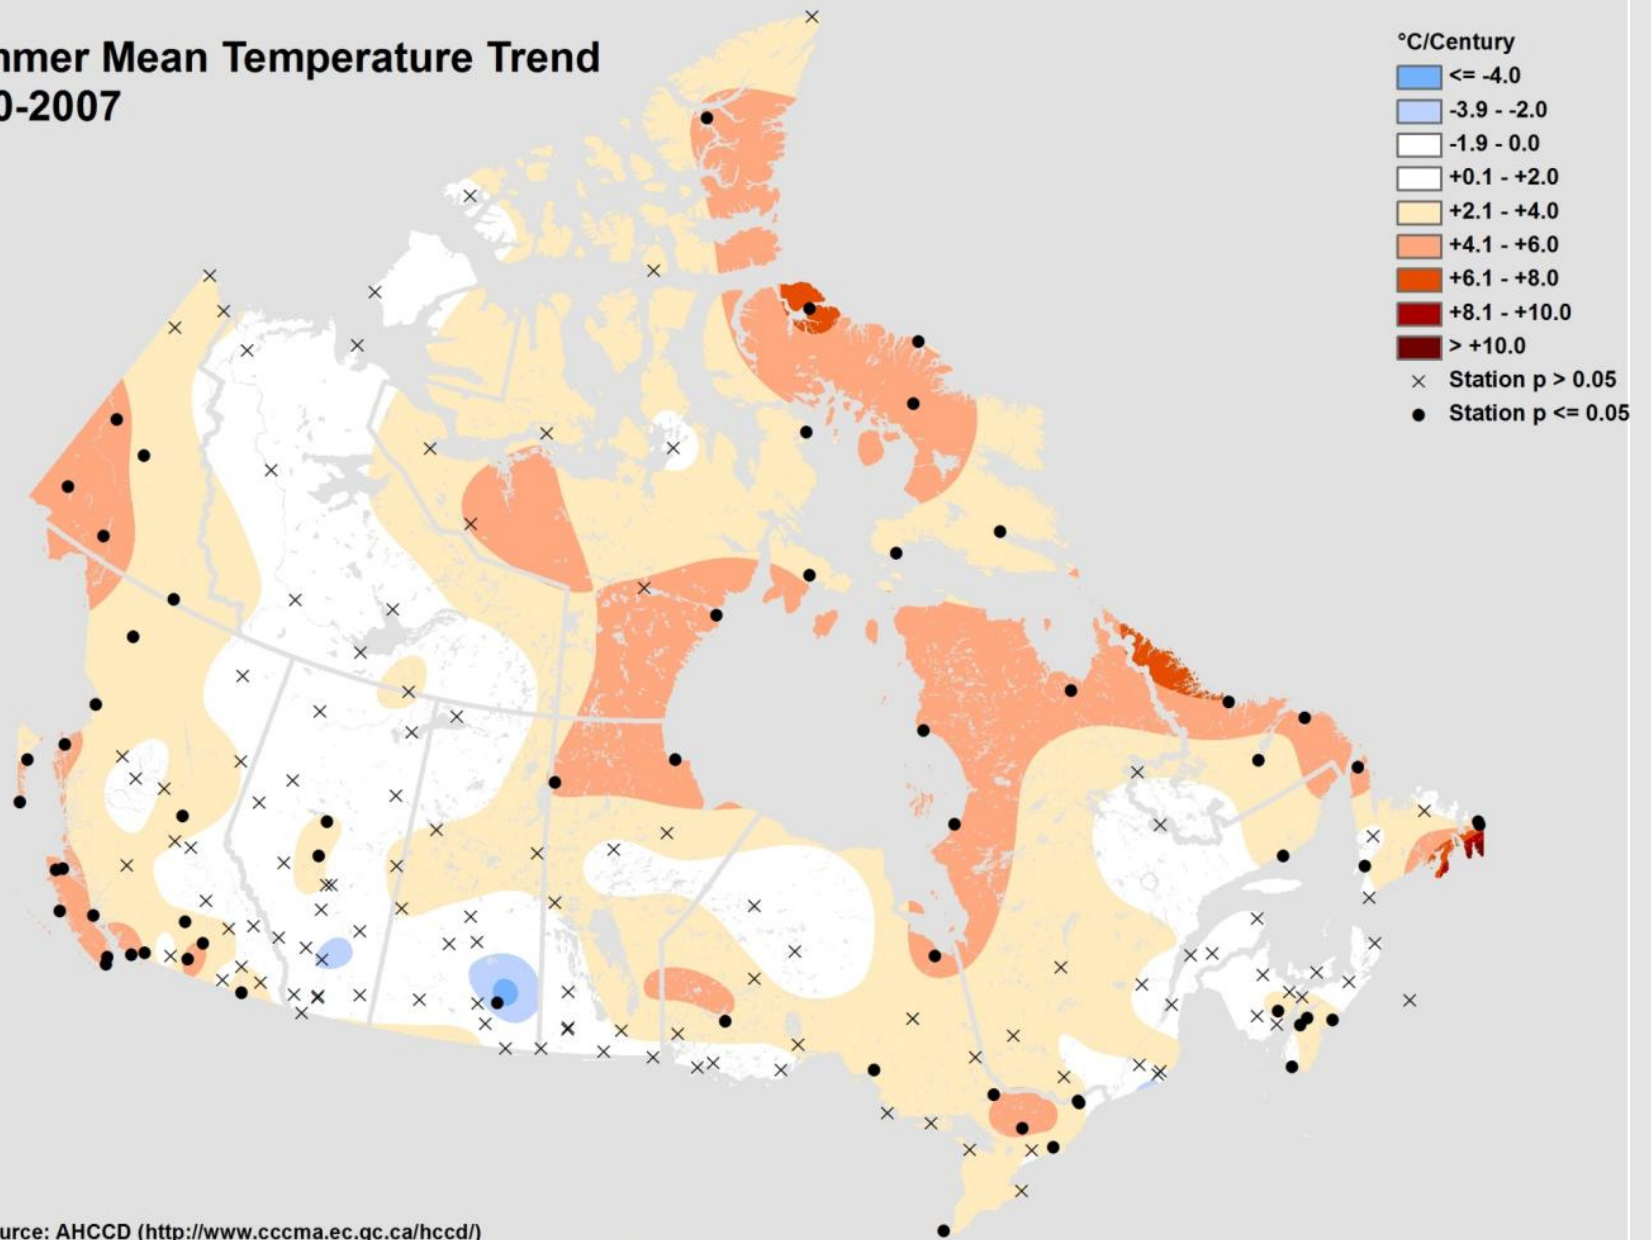 mmer Mean Temperature Trend
0-2007
°C/Century
<= -4.0
-3.9 - -2.0
-1.9 - 0.0
+0.1 - +2.0
+2.1 - +4.0
+4.1 - +6.0
+6.1 - +8.0
+8.1 - +10.0
> +10.0
Station p > 0.05
Station p <= 0.05
urce: AHCCD (http://www.cccma.ec.gc.ca/hccd/)